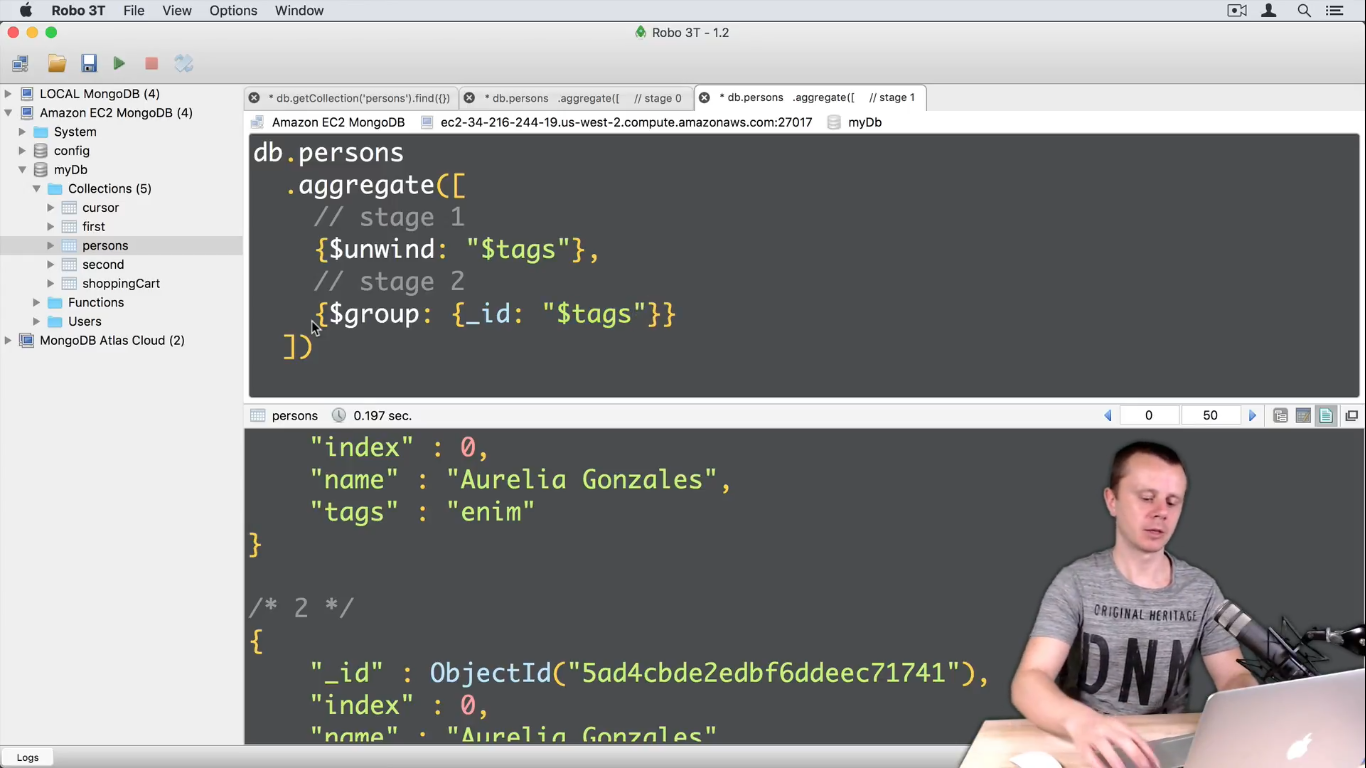 Robo 3T File View Options Window
Robo 3T - 1.2
* db.getCollection('persons').find({}) * db.persons .aggregate([ // stage 0 * db.persons .aggregate([ // stage 1
Amazon EC2 MongoDB ec2-34-216-244-19.us-west-2.compute.amazonaws.com:27017 myDb
LOCAL MongoDB (4)
Amazon EC2 MongoDB (4)
System
config
myDb
Collections (5)
cursor
first
persons
second
shoppingCart
Functions
Users
MongoDB Atlas Cloud (2)
db.persons
.aggregate([
// stage 1
{$unwind: "$tags"},
// stage 2
{$group: {_id: "$tags"}}
])
persons 0.197 sec. 0 50
"index" : 0,
"name" : "Aurelia Gonzales",
"tags" : "enim"
}
/* 2 */
{
"_id" : ObjectId("5ad4cbde2edbf6ddeec71741"),
"index" : 0,
"name" : "Aurelia Gonzales"
ORIGINAL HERITAGE
DNM
Logs